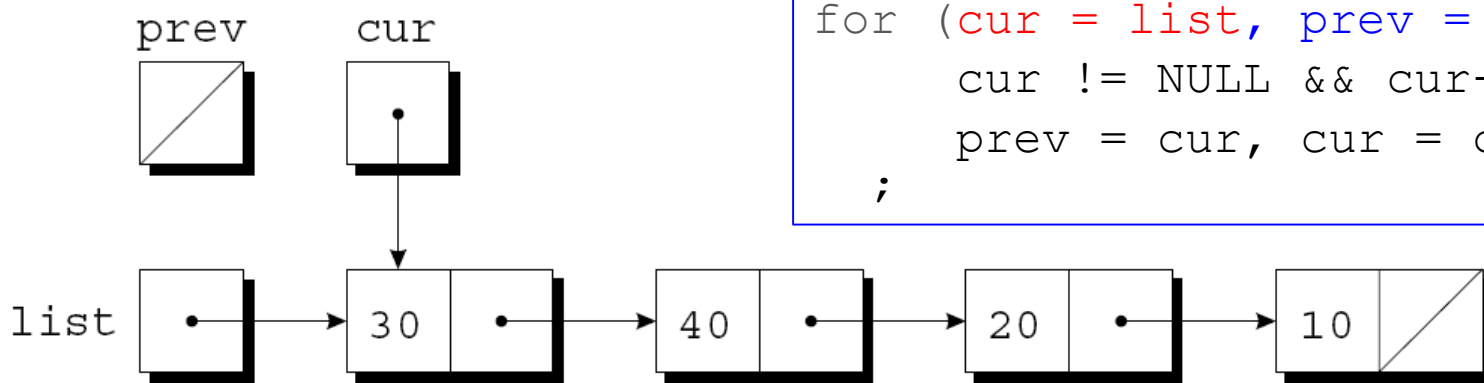 prev cur
for (cur = list, prev =
cur != NULL && cur-
prev = cur, cur =
;
list 30 40 20 10